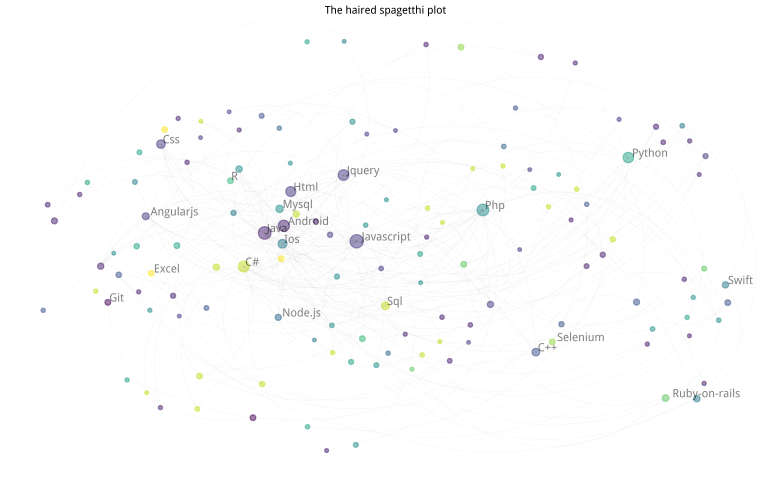 The haired spagetthi plot
Css
Python
R
Jquery
Html
Mysql
Php
Angularjs
Android
Java
Ios
Javascript
C#
Excel
Swift
Git
Sql
Node.js
Selenium
C++
Ruby-on-rails